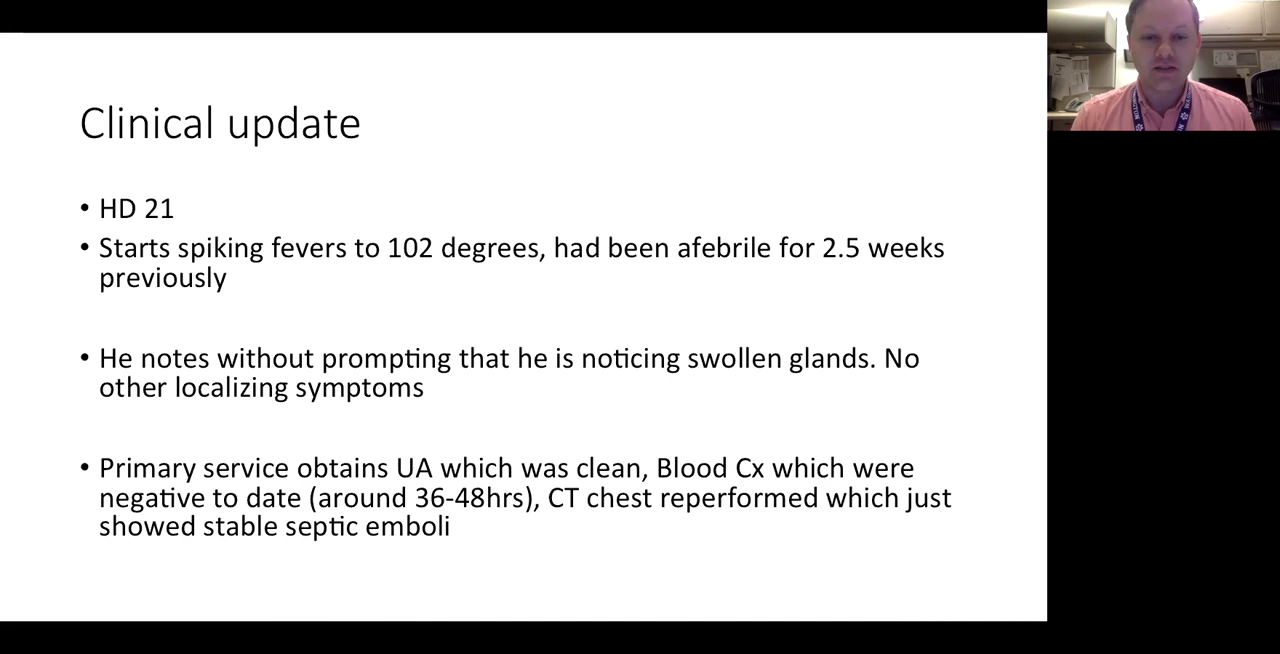 Clinical update
• HD 21
• Starts spiking fevers to 102 degrees, had been afebrile for 2.5 weeks
previously
• He notes without prompting that he is noticing swollen glands. No
other localizing symptoms
• Primary service obtains UA which was clean, Blood Cx which were
negative to date (around 36-48hrs), CT chest reperformed which just
showed stable septic emboli